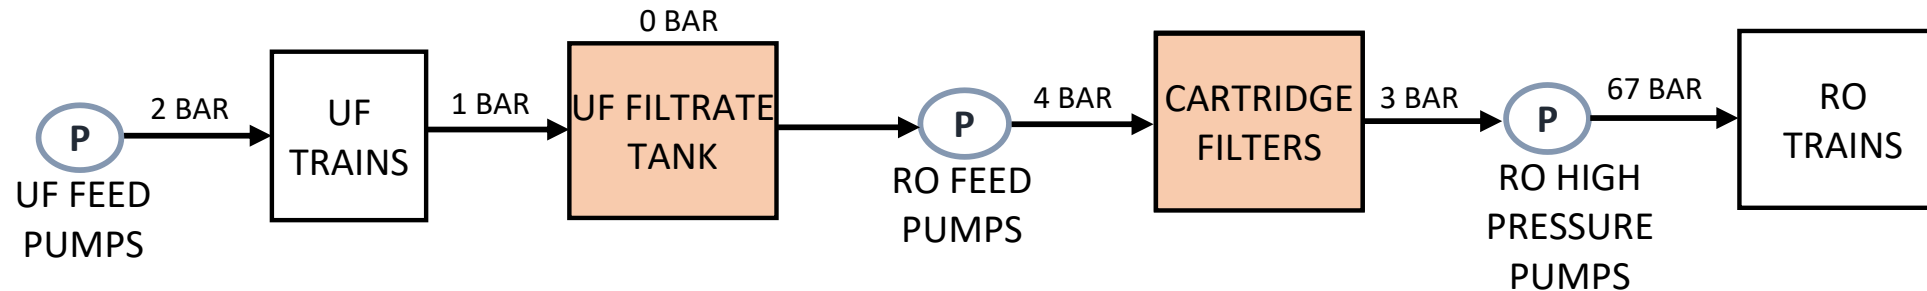 0 BAR
2 BAR
1 BAR
4 BAR
3 BAR
67 BAR
P
UF FEED
PUMPS
UF
TRAINS
UF FILTRATE
TANK
P
RO FEED
PUMPS
CARTRIDGE
FILTERS
P
RO HIGH
PRESSURE
PUMPS
RO
TRAINS